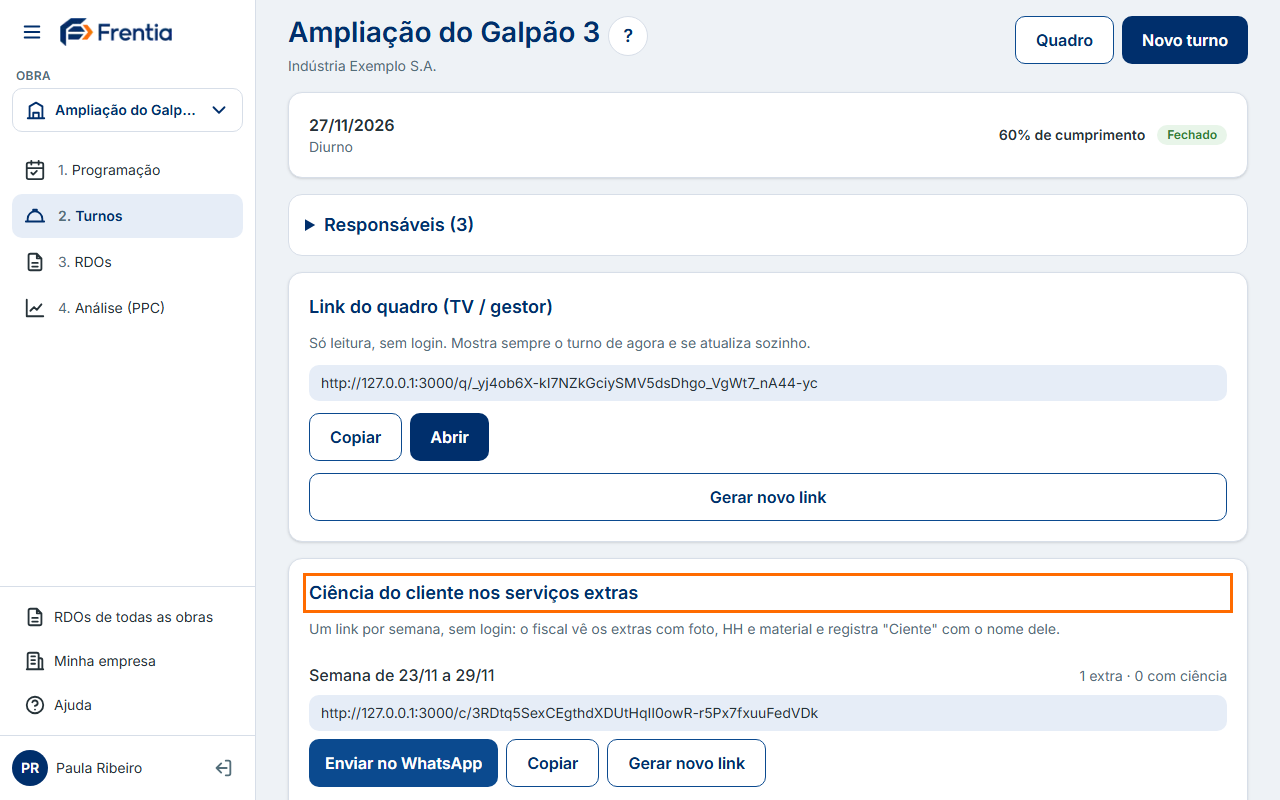 Frentia
OBRA
Ampliação do Galp...
1. Programação
2. Turnos
3. RDOs
4. Análise (PPC)
RDOs de todas as obras
Minha empresa
Ajuda
PR Paula Ribeiro
Ampliação do Galpão 3 ?
Indústria Exemplo S.A.
Quadro
Novo turno
27/11/2026
Diurno
60% de cumprimento Fechado
Responsáveis (3)
Link do quadro (TV / gestor)
Só leitura, sem login. Mostra sempre o turno de agora e se atualiza sozinho.
http://127.0.0.1:3000/q/_yj4ob6X-kI7NZkGciySMV5dsDhgo_VgWt7_nA44-yc
Copiar
Abrir
Gerar novo link
Ciência do cliente nos serviços extras
Um link por semana, sem login: o fiscal vê os extras com foto, HH e material e registra "Ciente" com o nome dele.
Semana de 23/11 a 29/11 1 extra · 0 com ciência
http://127.0.0.1:3000/c/3RDtq5SexCEgthdXDUtHqlI0owR-r5Px7fxuuFedVDk
Enviar no WhatsApp
Copiar
Gerar novo link